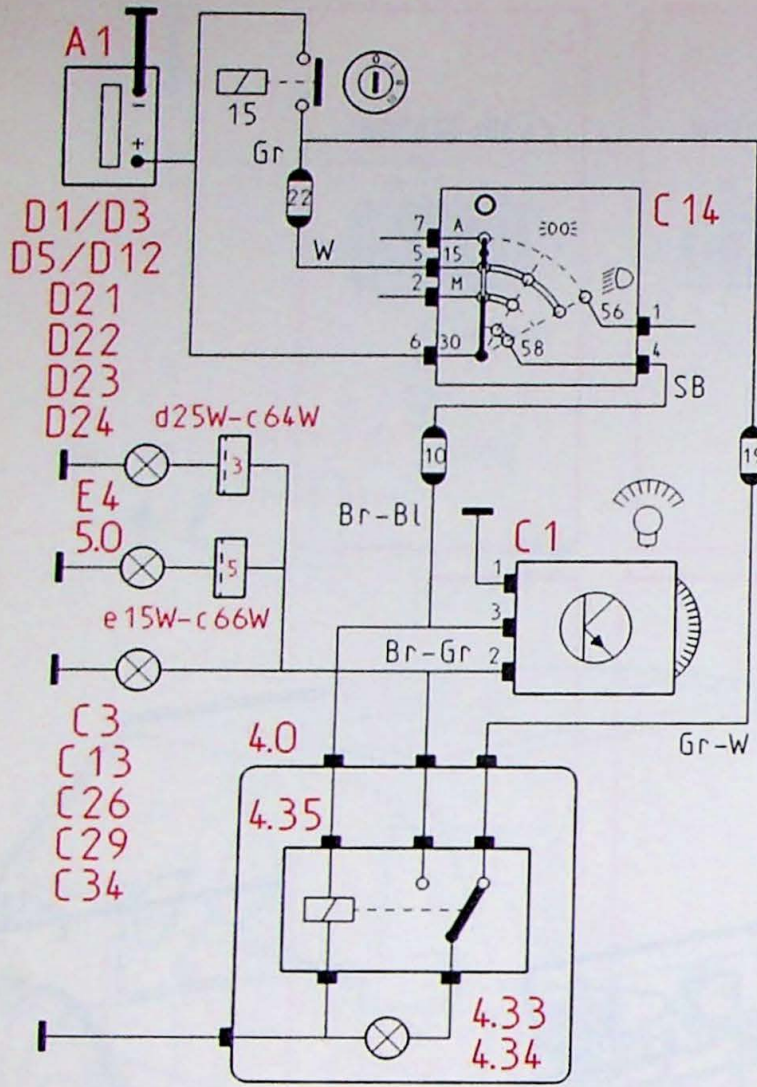 A1
−
+
15
O
I
II
III
Gr
22
W
D1/D3
D5/D12
D21
D22
D23
D24
C14
7 A
5 15
2 M
6 30
56 1
58 4
SB
10
19
d25W-c64W
3
E4
5.0
5
e15W-c66W
Br-Bl
C1
1
3
Br-Gr 2
Gr-W
C3
C13
C26
C29
C34
4.0
4.35
4.33
4.34